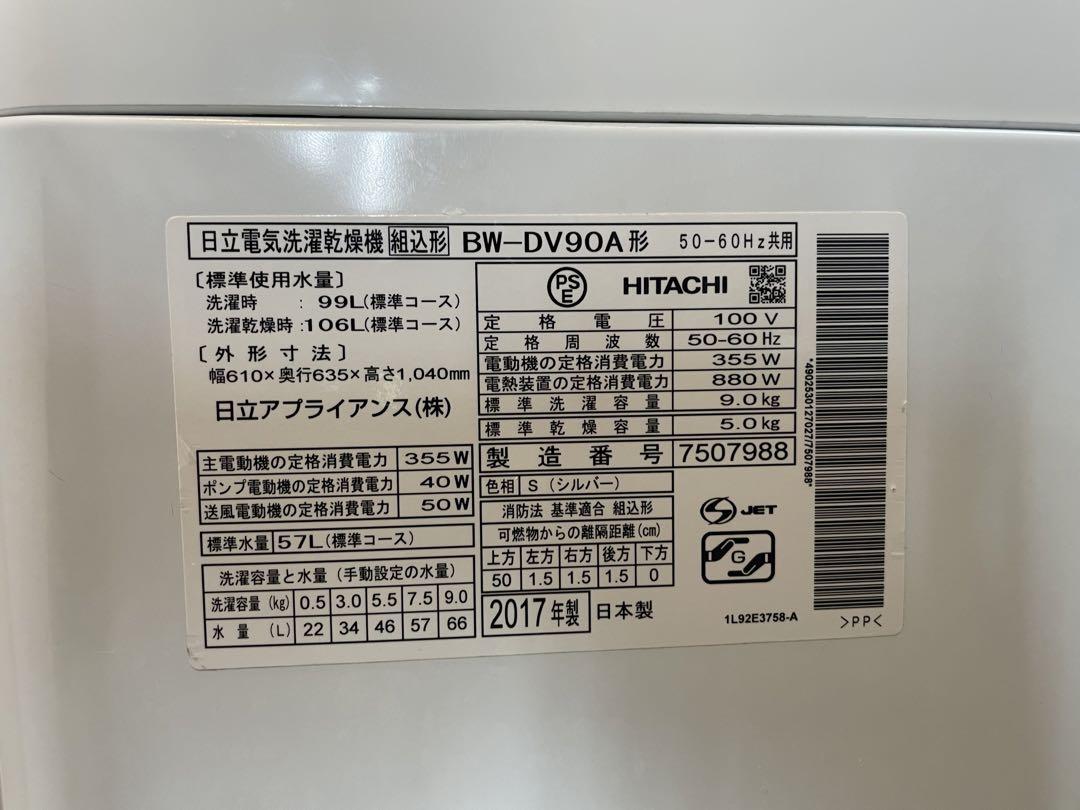 日立電気洗濯乾燥機 組込形 BW-DV90A形 50-60Hz共用
〔標準使用水量〕
洗濯時 : 99L(標準コース)
洗濯乾燥時:106L(標準コース)
〔外形寸法〕
幅610×奥行635×高さ1,040mm
日立アプライアンス(株)
主電動機の定格消費電力 355W
ポンプ電動機の定格消費電力 40W
送風電動機の定格消費電力 50W
標準水量 57L(標準コース)
洗濯容量と水量（手動設定の水量）
洗濯容量(kg) 0.5 3.0 5.5 7.5 9.0
水量(L) 22 34 46 57 66
PSE HITACHI
定格電圧 100V
定格周波数 50-60Hz
電動機の定格消費電力 355W
電熱装置の定格消費電力 880W
標準洗濯容量 9.0kg
標準乾燥容量 5.0kg
製造番号 7507988
色相 S（シルバー）
消防法 基準適合 組込形
可燃物からの離隔距離(cm)
上方 左方 右方 後方 下方
50 1.5 1.5 1.5 0
2017年製 日本製
S JET
G
1L92E3758-A
*4902530127027/7507988*
>PP<